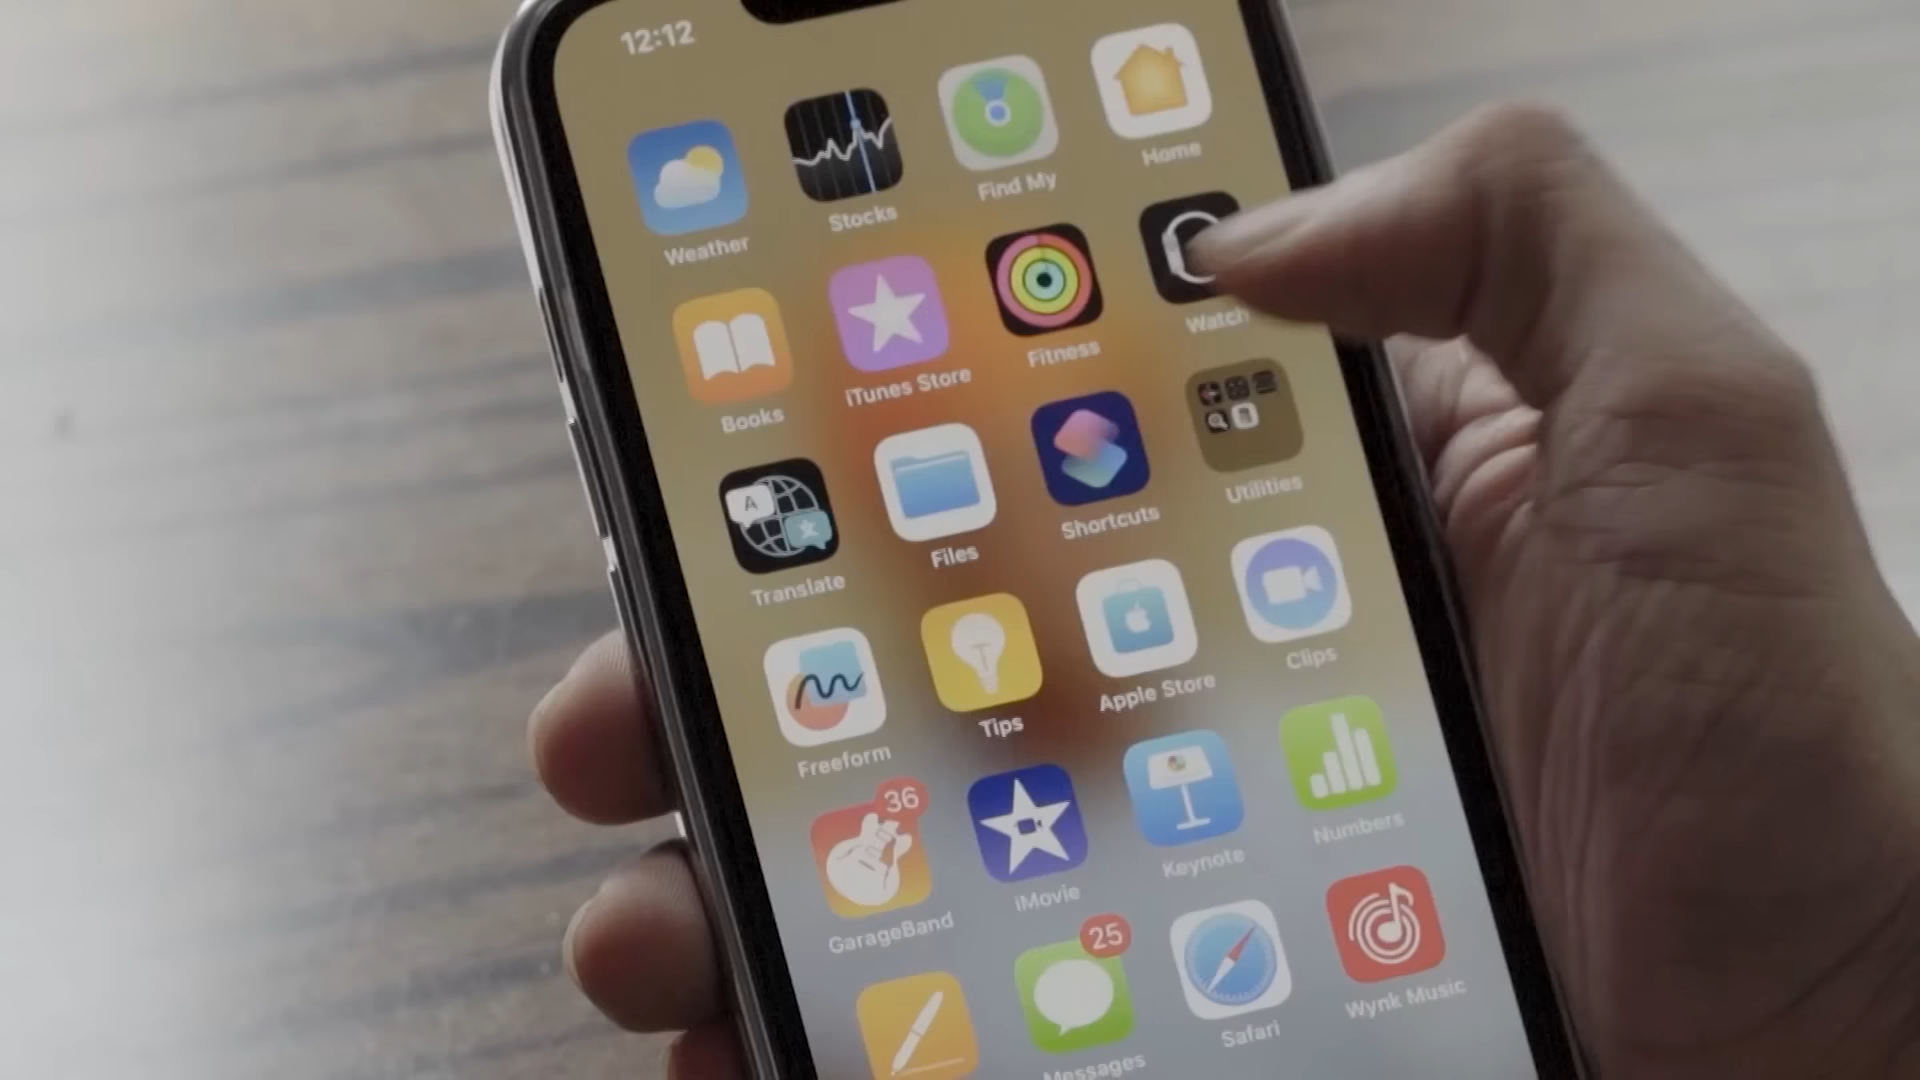 12:12
Weather Stocks Find My Home
Books iTunes Store Fitness Watch
A
Translate Files Shortcuts Utilities
Freeform Tips Apple Store Clips
36
GarageBand iMovie Keynote Numbers
25
Messages Safari Wynk Music